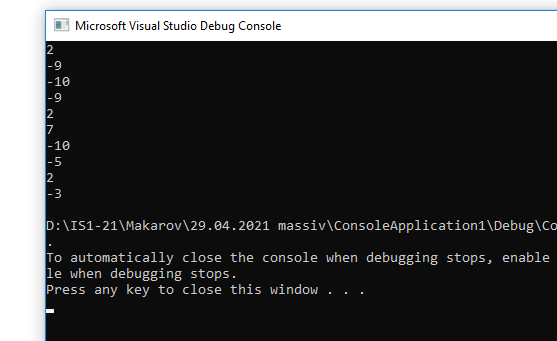 Microsoft Visual Studio Debug Console
2
-9
-10
-9
2
7
-10
-5
2
-3
D:\IS1-21\Makarov\29.04.2021 massiv\ConsoleApplication1\Debug\Co
.
To automatically close the console when debugging stops, enable
le when debugging stops.
Press any key to close this window . . .